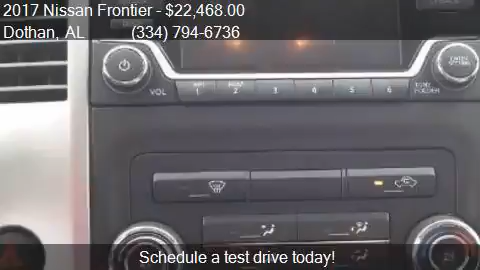 2017 Nissan Frontier - $22,468.00
Dothan, AL (334) 794-6736
VOL 1 2 3 4 5 6
Schedule a test drive today!